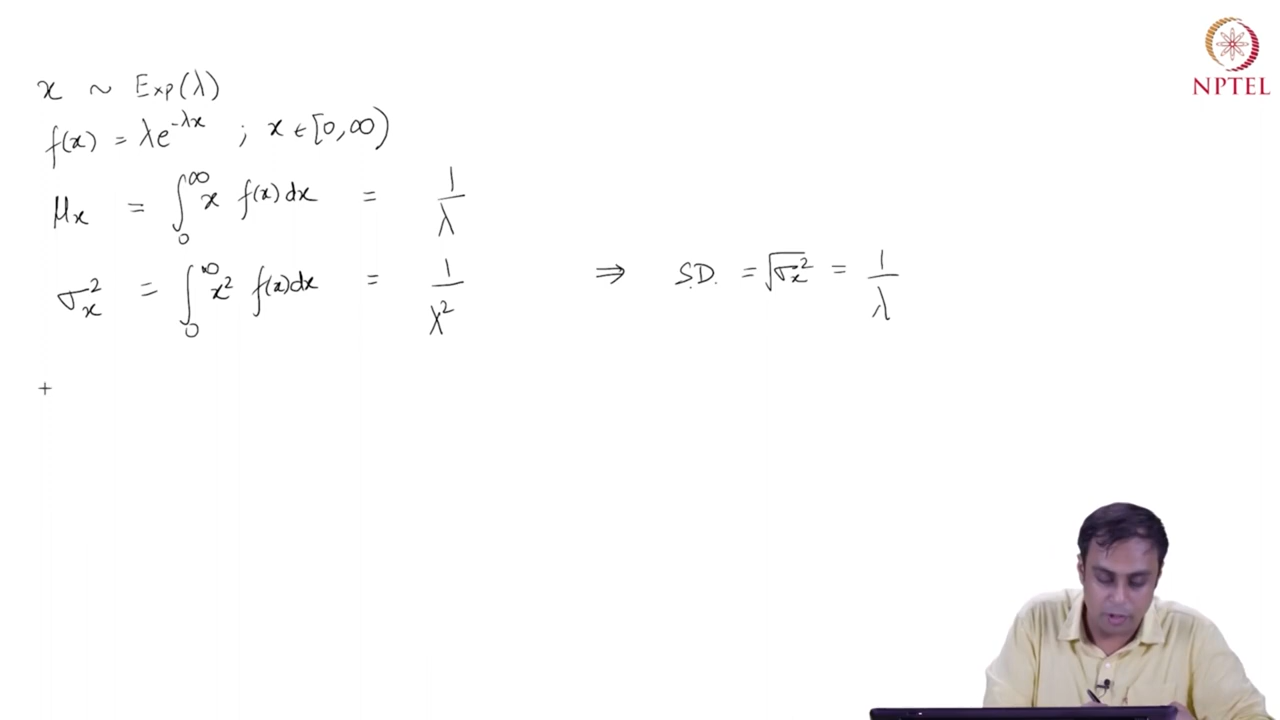 x ~ Exp(λ)
f(x) = λe^{-λx} ; x ∈ [0, ∞)
μ_x = ∫_0^∞ x f(x) dx = 1/λ
σ_x^2 = ∫_0^∞ x^2 f(x) dx = 1/λ^2 ⇒ S.D. = √σ_x^2 = 1/λ
NPTEL